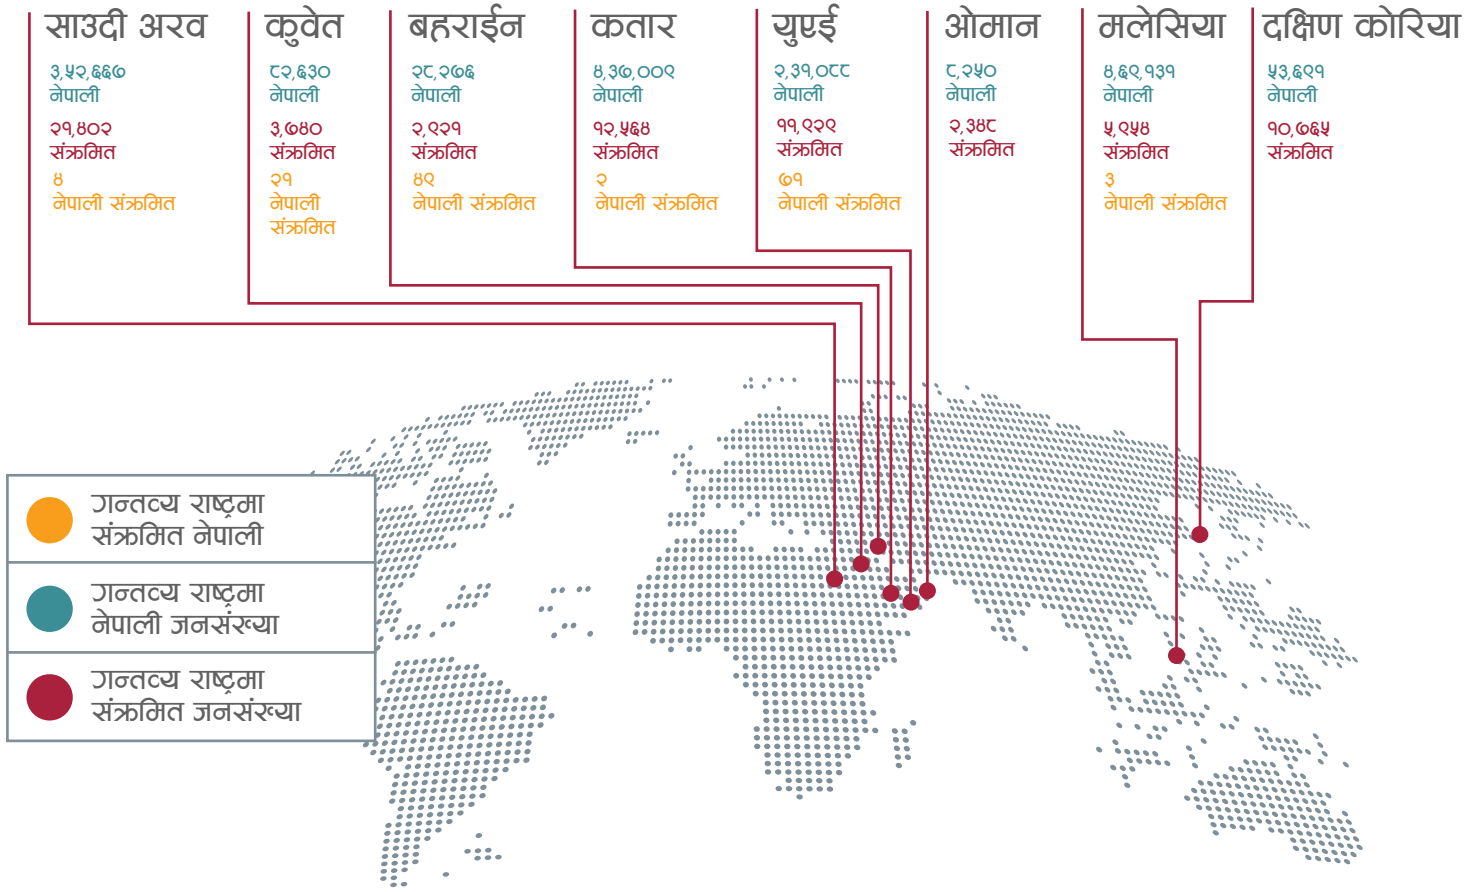 साउदी अरव
३,५२,६६७
नेपाली
२१,४०२
संक्रमित
४
नेपाली संक्रमित
कुवेत
८२,६३०
नेपाली
३,७४०
संक्रमित
२१
नेपाली
संक्रमित
बहराईन
२८,२७६
नेपाली
२,९२१
संक्रमित
४९
नेपाली संक्रमित
कतार
४,३७,००९
नेपाली
१२,५६४
संक्रमित
२
नेपाली संक्रमित
युएई
२,३१,०८८
नेपाली
११,९२९
संक्रमित
७१
नेपाली संक्रमित
ओमान
८,२५०
नेपाली
२,३४८
संक्रमित
मलेसिया
४,६९,१३१
नेपाली
५,९५४
संक्रमित
३
नेपाली संक्रमित
दक्षिण कोरिया
५३,६९१
नेपाली
१०,७६५
संक्रमित
गन्तव्य राष्ट्रमा
संक्रमित नेपाली
गन्तव्य राष्ट्रमा
नेपाली जनसंख्या
गन्तव्य राष्ट्रमा
संक्रमित जनसंख्या